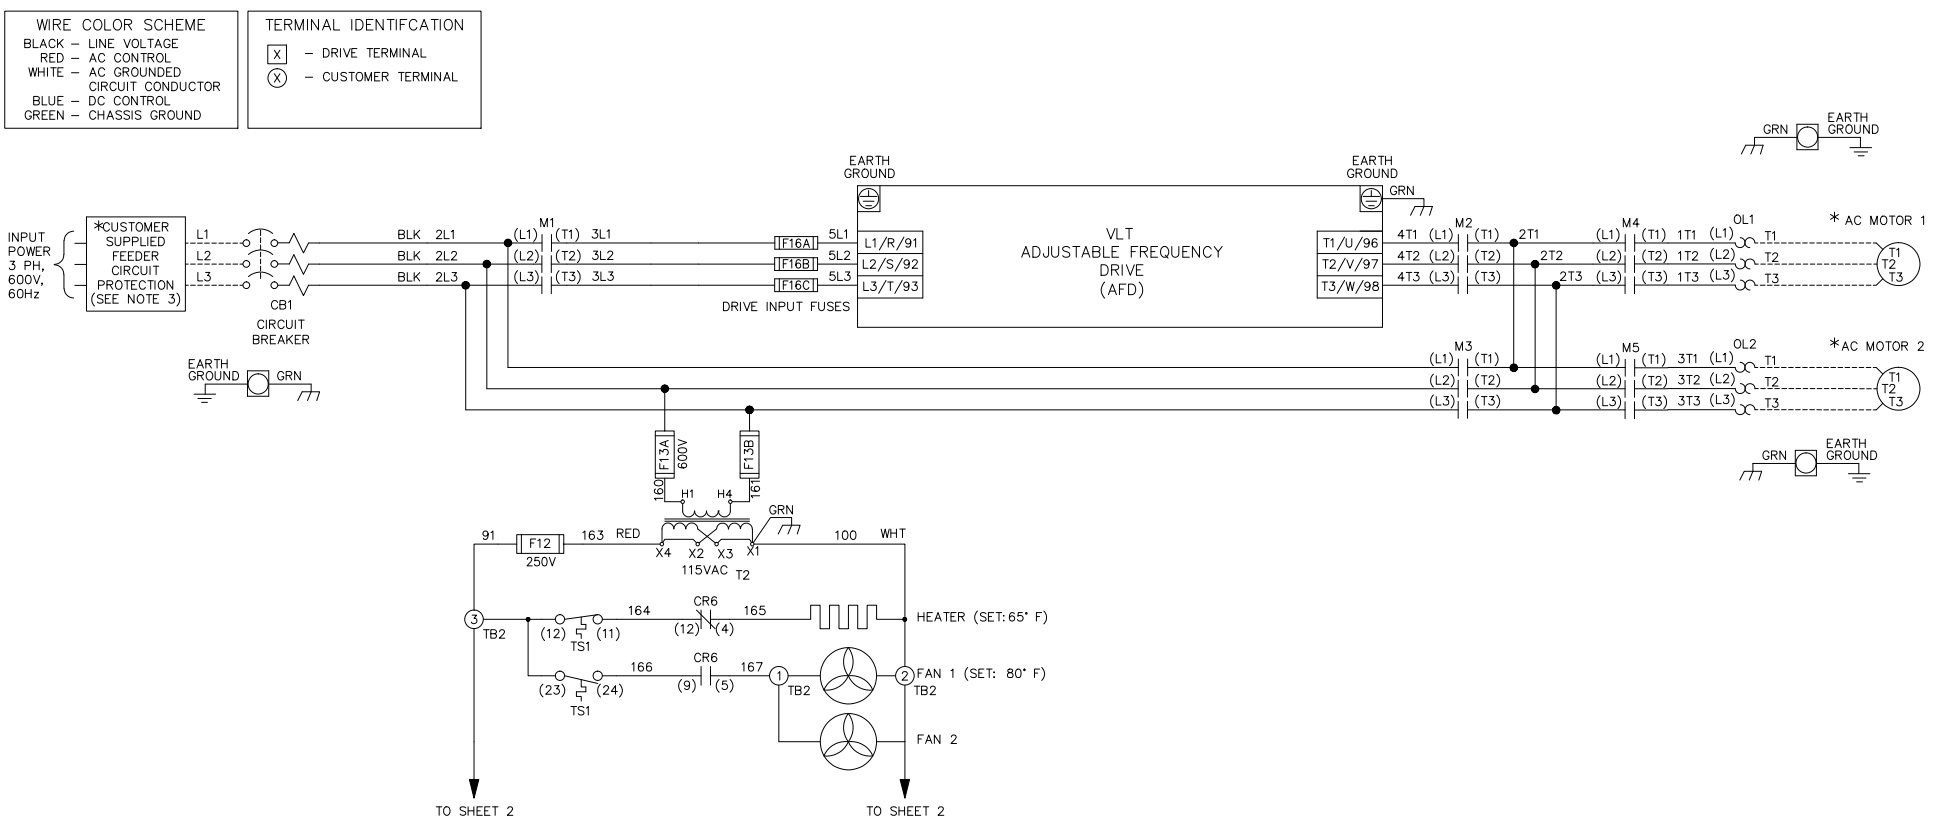 WIRE COLOR SCHEME
BLACK – LINE VOLTAGE
RED – AC CONTROL
WHITE – AC GROUNDED
CIRCUIT CONDUCTOR
BLUE – DC CONTROL
GREEN – CHASSIS GROUND
TERMINAL IDENTIFCATION
X – DRIVE TERMINAL
X – CUSTOMER TERMINAL
GRN
EARTH
GROUND
INPUT
POWER
3 PH,
600V,
60Hz
*CUSTOMER
SUPPLIED
FEEDER
CIRCUIT
PROTECTION
(SEE NOTE 3)
L1
L2
L3
CB1
CIRCUIT
BREAKER
BLK 2L1
BLK 2L2
BLK 2L3
M1
(L1) (T1) 3L1
(L2) (T2) 3L2
(L3) (T3) 3L3
F16A 5L1
F16B 5L2
F16C 5L3
DRIVE INPUT FUSES
EARTH
GROUND
L1/R/91
L2/S/92
L3/T/93
VLT
ADJUSTABLE FREQUENCY
DRIVE
(AFD)
EARTH
GROUND
GRN
T1/U/96
T2/V/97
T3/W/98
M2
4T1 (L1) (T1) 2T1
4T2 (L2) (T2) 2T2
4T3 (L3) (T3) 2T3
M4
(L1) (T1) 1T1 (L1)
(L2) (T2) 1T2 (L2)
(L3) (T3) 1T3 (L3)
OL1
T1
T2
T3
* AC MOTOR 1
T1
T2
T3
EARTH
GROUND
GRN
M3
(L1) (T1)
(L2) (T2)
(L3) (T3)
M5
(L1) (T1) 3T1 (L1)
(L2) (T2) 3T2 (L2)
(L3) (T3) 3T3 (L3)
OL2
T1
T2
T3
*AC MOTOR 2
T1
T2
T3
GRN
EARTH
GROUND
F13A
600V
F13B
160
161
H1 H4
GRN
91
F12
250V
163 RED
X4 X2 X3 X1
115VAC T2
100 WHT
3
TB2
(12) (11)
TS1
164
CR6
(12) (4)
165
HEATER (SET:65° F)
(23) (24)
TS1
166
CR6
(9) (5)
167
1
TB2
2
TB2
FAN 1 (SET: 80° F)
FAN 2
TO SHEET 2
TO SHEET 2